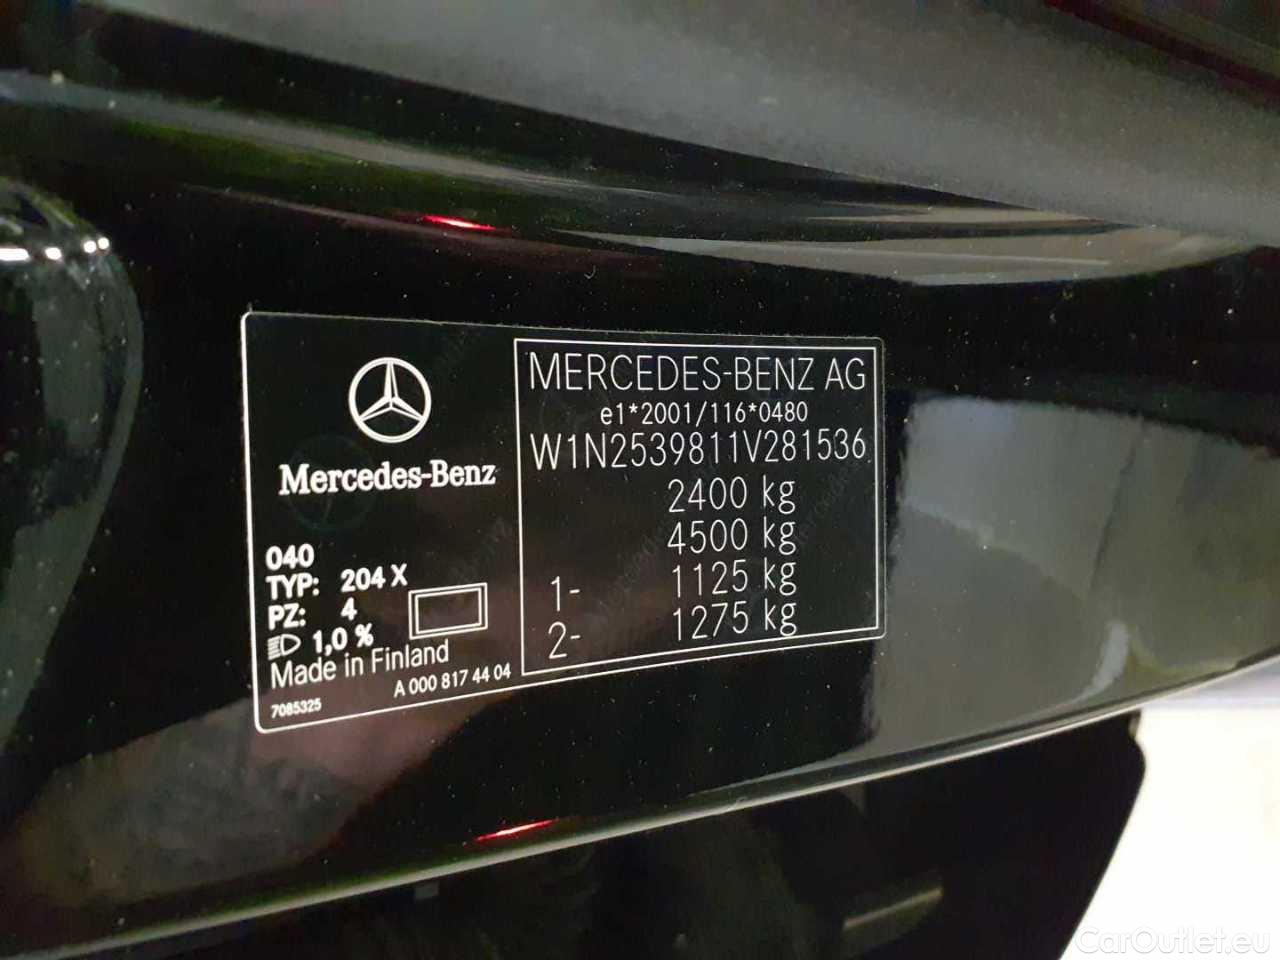 MERCEDES-BENZ AG
e1*2001/116*0480
W1N2539811V281536
2400 kg
4500 kg
1- 1125 kg
2- 1275 kg
Mercedes-Benz
040
TYP: 204 X
PZ: 4
1,0 %
Made in Finland
A 000 817 44 04
7085325
CarOutlet.eu